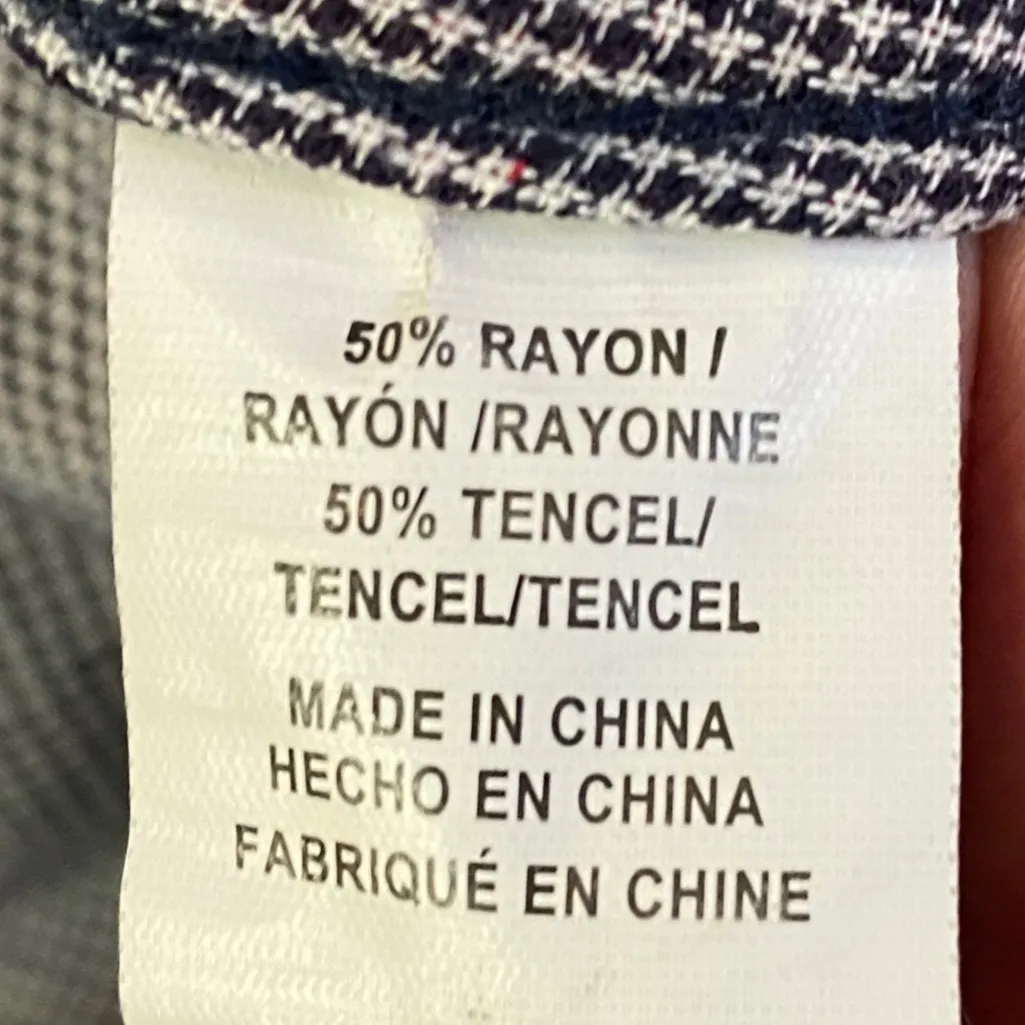 50% RAYON /
RAYÓN /RAYONNE
50% TENCEL/
TENCEL/TENCEL
MADE IN CHINA
HECHO EN CHINA
FABRIQUÉ EN CHINE